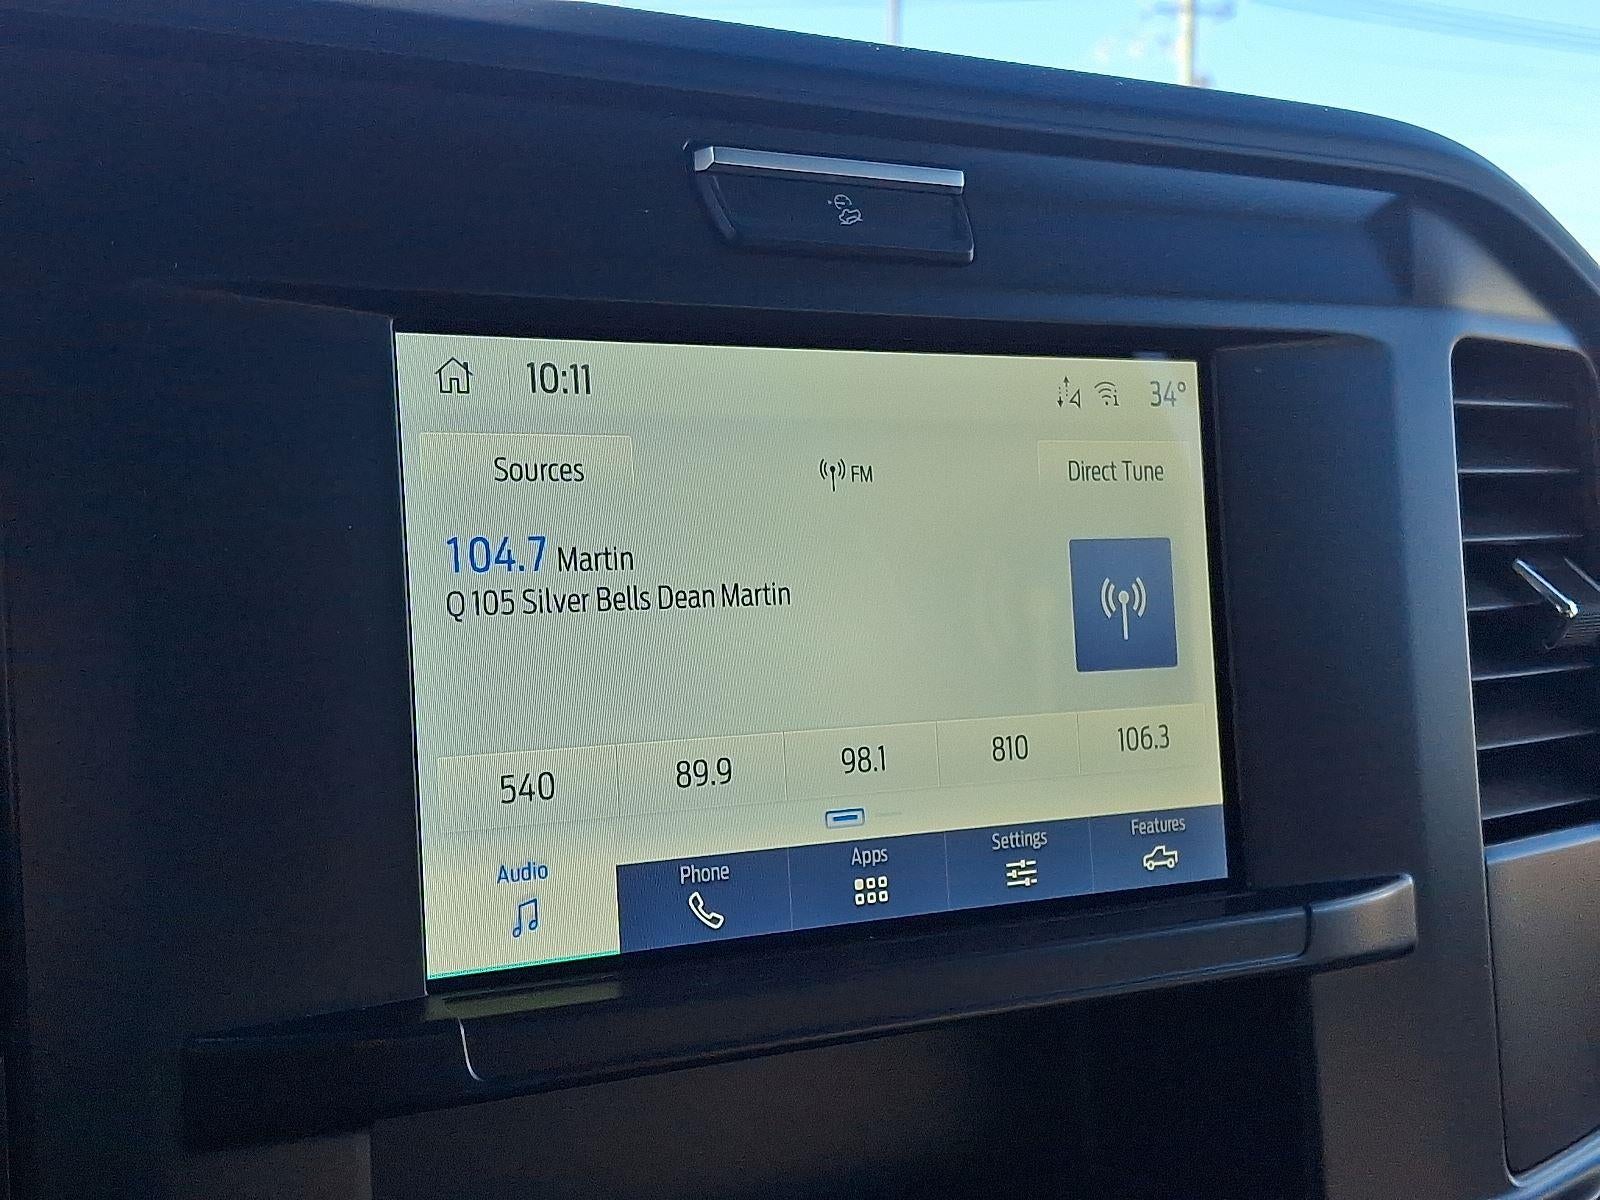 10:11
34°
Sources
FM
Direct Tune
104.7 Martin
Q 105 Silver Bells Dean Martin
540
89.9
98.1
810
106.3
Audio
Phone
Apps
Settings
Features